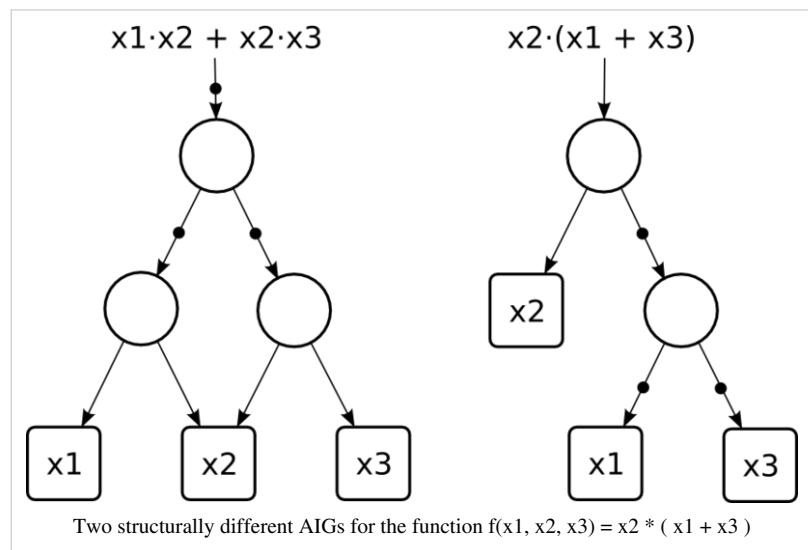 x1·x2 + x2·x3
x2·(x1 + x3)
x2
x1
x2
x3
x1
x3
Two structurally different AIGs for the function f(x1, x2, x3) = x2 * ( x1 + x3 )